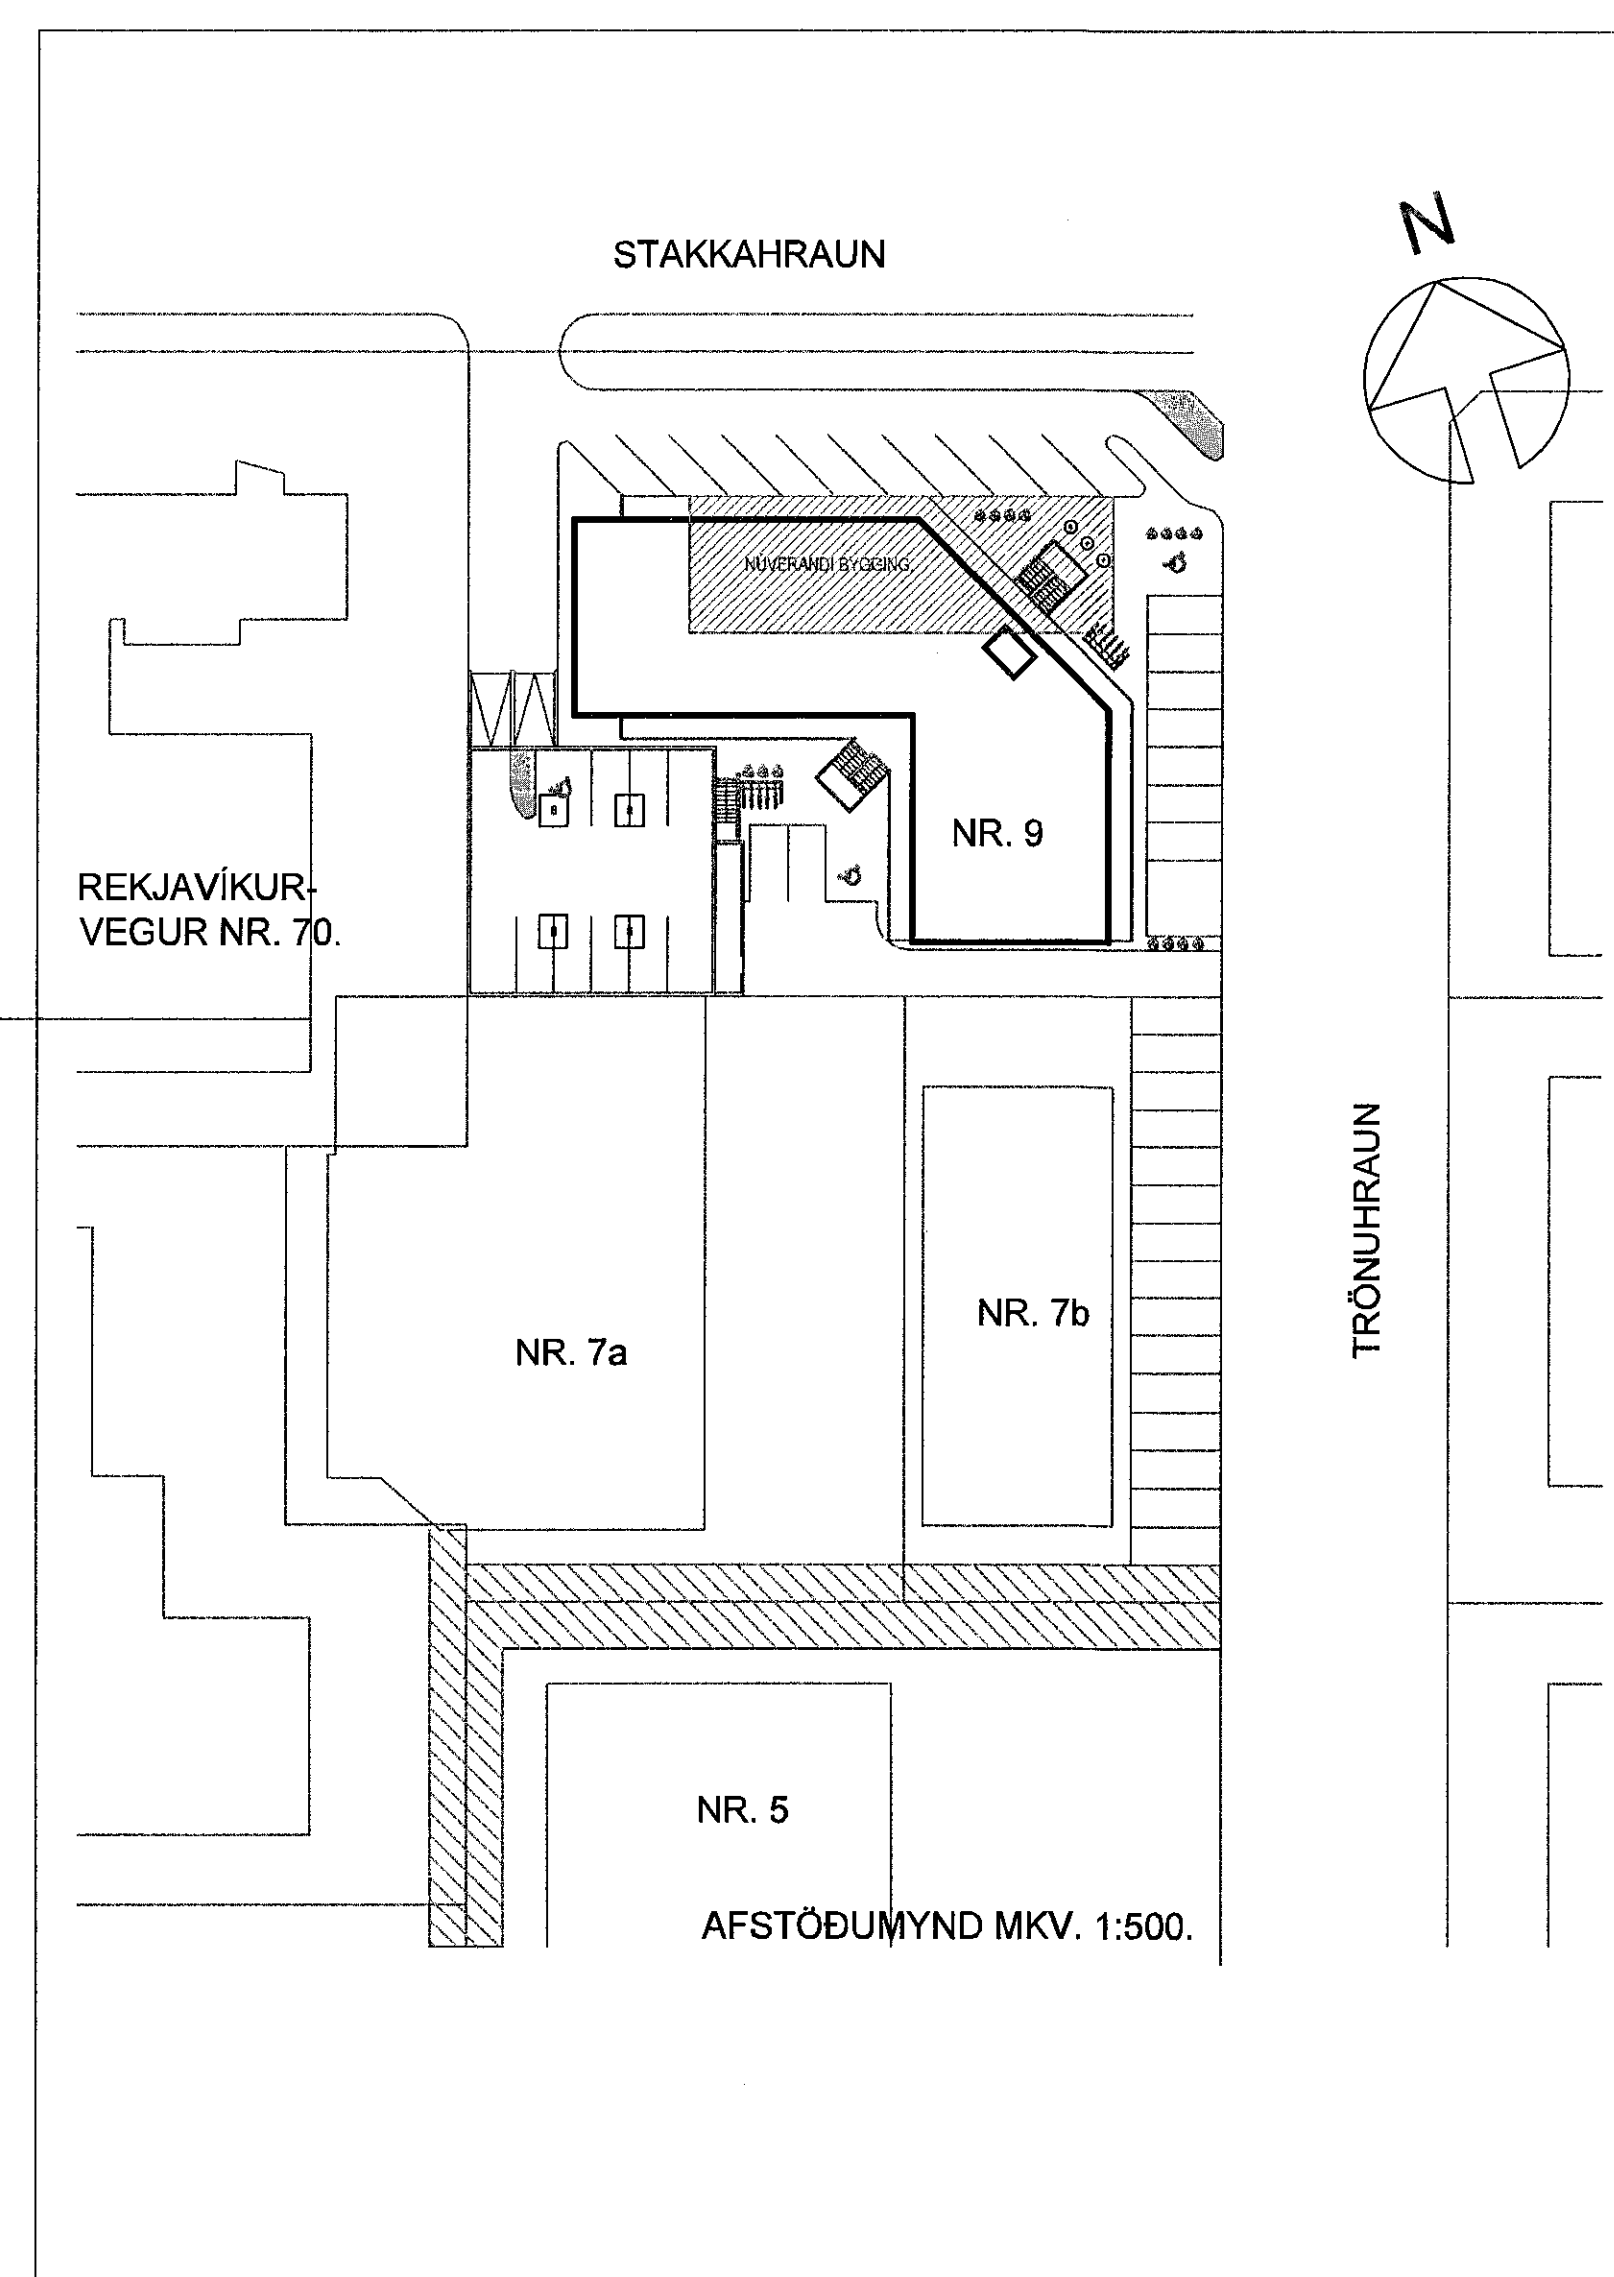 N
STAKKAHRAUN
NÚVERANDI BYGGING,
NR. 9
REKJAVÍKUR-
VEGUR NR. 70.
TRÖNUHRAUN
NR. 7b
NR. 7a
NR. 5
AFSTÖÐUMYND MKV. 1:500.